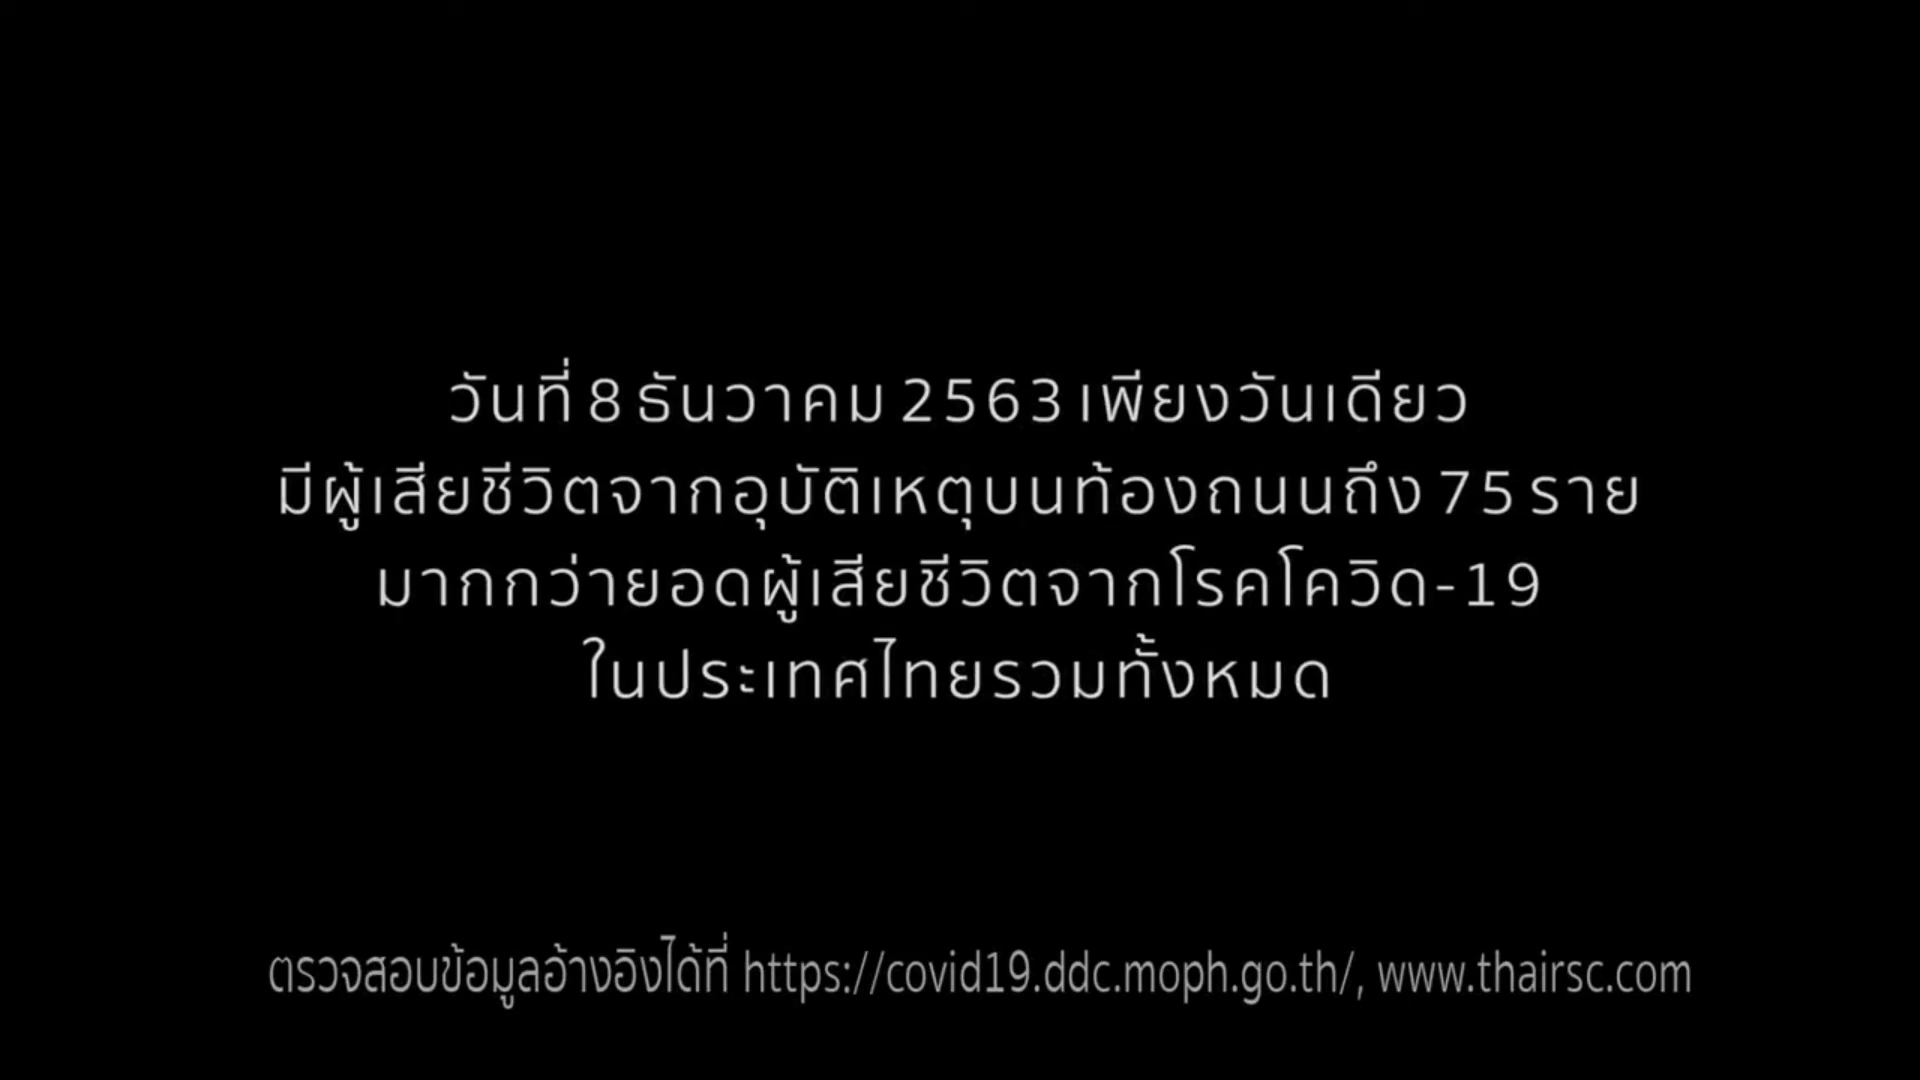 วันที่ 8 ธันวาคม 2563 เพียงวันเดียว
มีผู้เสียชีวิตจากอุบัติเหตุบนท้องถนนถึง 75 ราย
มากกว่ายอดผู้เสียชีวิตจากโรคโควิด-19
ในประเทศไทยรวมทั้งหมด
ตรวจสอบข้อมูลอ้างอิงได้ที่ https://covid19.ddc.moph.go.th/, www.thairsc.com